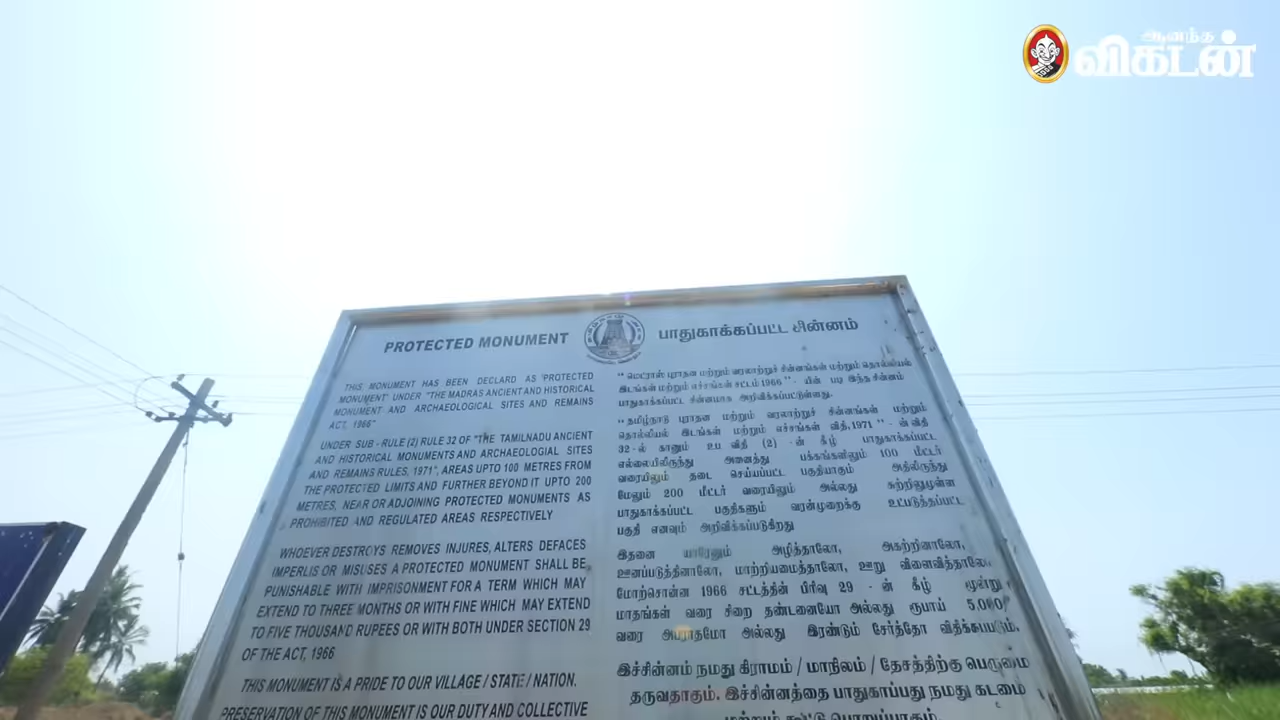 ஆனந்த
விகடன்
PROTECTED MONUMENT
THIS MONUMENT HAS BEEN DECLARD AS 'PROTECTED
MONUMENT' UNDER "THE MADRAS ANCIENT AND HISTORICAL
MONUMENT AND ARCHAEOLOGICAL SITES AND REMAINS
ACT, 1966"
UNDER SUB - RULE (2) RULE 32 OF "THE TAMILNADU ANCIENT
AND HISTORICAL MONUMENTS AND ARCHAEOLOGIAL SITES
AND REMAINS RULES, 1971", AREAS UPTO 100 METRES FROM
THE PROTECTED LIMITS AND FURTHER BEYOND IT UPTO 200
METRES, NEAR OR ADJOINING PROTECTED MONUMENTS AS
PROHIBITED AND REGULATED AREAS RESPECTIVELY
WHOEVER DESTROYS REMOVES INJURES, ALTERS DEFACES
IMPERLIS OR MISUSES A PROTECTED MONUMENT SHALL BE
PUNISHABLE WITH IMPRISONMENT FOR A TERM WHICH MAY
EXTEND TO THREE MONTHS OR WITH FINE WHICH MAY EXTEND
TO FIVE THOUSAND RUPEES OR WITH BOTH UNDER SECTION 29
OF THE ACT, 1966
THIS MONUMENT IS A PRIDE TO OUR VILLAGE / STATE / NATION.
PRESERVATION OF THIS MONUMENT IS OUR DUTY AND COLLECTIVE
பாதுகாக்கப்பட்ட சின்னம்
" மெட்ராஸ் புராதன மற்றும் வரலாற்றுச் சின்னங்கள் மற்றும் தொல்லியல்
இடங்கள் மற்றும் எச்சங்கள் சட்டம் 1966 " - யின் படி இந்த சின்னம்
பாதுகாக்கப்பட்ட சின்னமாக அறிவிக்கப்பட்டுள்ளது.
" தமிழ்நாடு புராதன மற்றும் வரலாற்றுச் சின்னங்கள் மற்றும்
தொல்லியல் இடங்கள் மற்றும் எச்சங்கள் விதி,1971 " - ன் விதி
32-ல் காணும் உப விதி (2) -ன் கீழ் பாதுகாக்கப்பட்ட
எல்லையிலிருந்து அனைத்து பக்கங்களிலும் 100 மீட்டர்
வரையிலும் தடை செய்யப்பட்ட பகுதியாகும் அதிலிருந்து
மேலும் 200 மீட்டர் வரையிலும் அல்லது சுற்றிலுமுள்ள
பாதுகாக்கப்பட்ட பகுதிகளும் வரன்முறைக்கு உட்படுத்தப்பட்ட
பகுதி எனவும் அறிவிக்கப்படுகிறது
இதனை யாரேனும் அழித்தாலோ, அகற்றினாலோ,
ஊனப்படுத்தினாலோ, மாற்றியமைத்தாலோ, ஊறு விளைவித்தாலோ,
மேற்சொன்ன 1966 சட்டத்தின் பிரிவு 29 - ன் கீழ் மூன்று
மாதங்கள் வரை சிறை தண்டனையோ அல்லது ரூபாய் 5,000/
வரை அபராதமோ அல்லது இரண்டும் சேர்த்தோ விதிக்கப்படும்.
இச்சின்னம் நமது கிராமம் / மாநிலம் / தேசத்திற்கு பெருமை
தருவதாகும். இச்சின்னத்தை பாதுகாப்பது நமது கடமை
மற்றும் கூட்டு பொறுப்பாகும்.